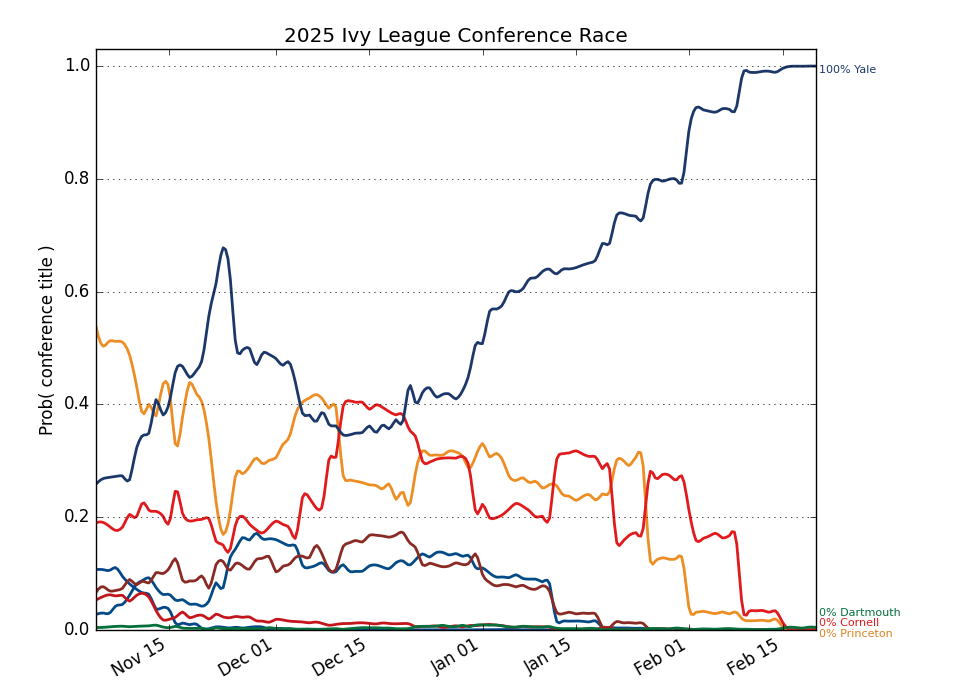 2025 Ivy League Conference Race
1.0
100% Yale
0.8
0.6
Prob( conference title )
0.4
0.2
0% Dartmouth
0% Cornell
0.0
0% Princeton
Nov 15
Dec 01
Dec 15
Jan 01
Jan 15
Feb 01
Feb 15